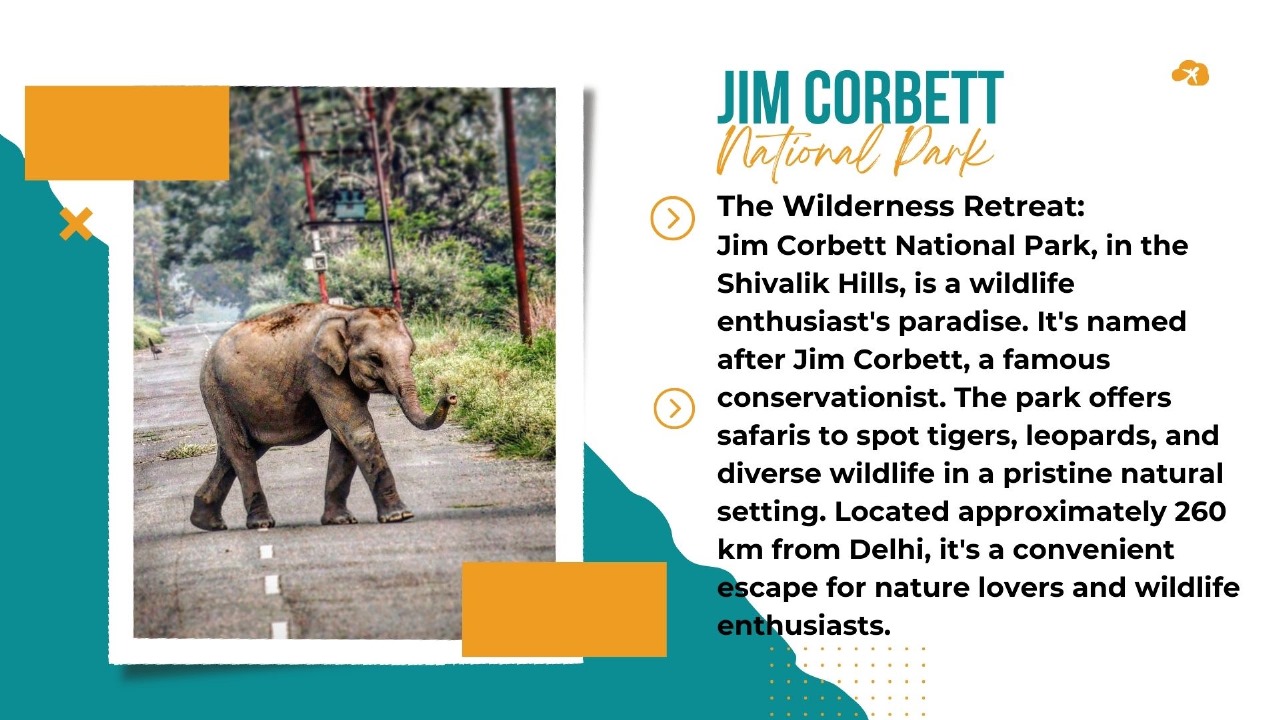 JIM CORBETT
National Park
The Wilderness Retreat:
Jim Corbett National Park, in the
Shivalik Hills, is a wildlife
enthusiast's paradise. It's named
after Jim Corbett, a famous
conservationist. The park offers
safaris to spot tigers, leopards, and
diverse wildlife in a pristine natural
setting. Located approximately 260
km from Delhi, it's a convenient
escape for nature lovers and wildlife
enthusiasts.